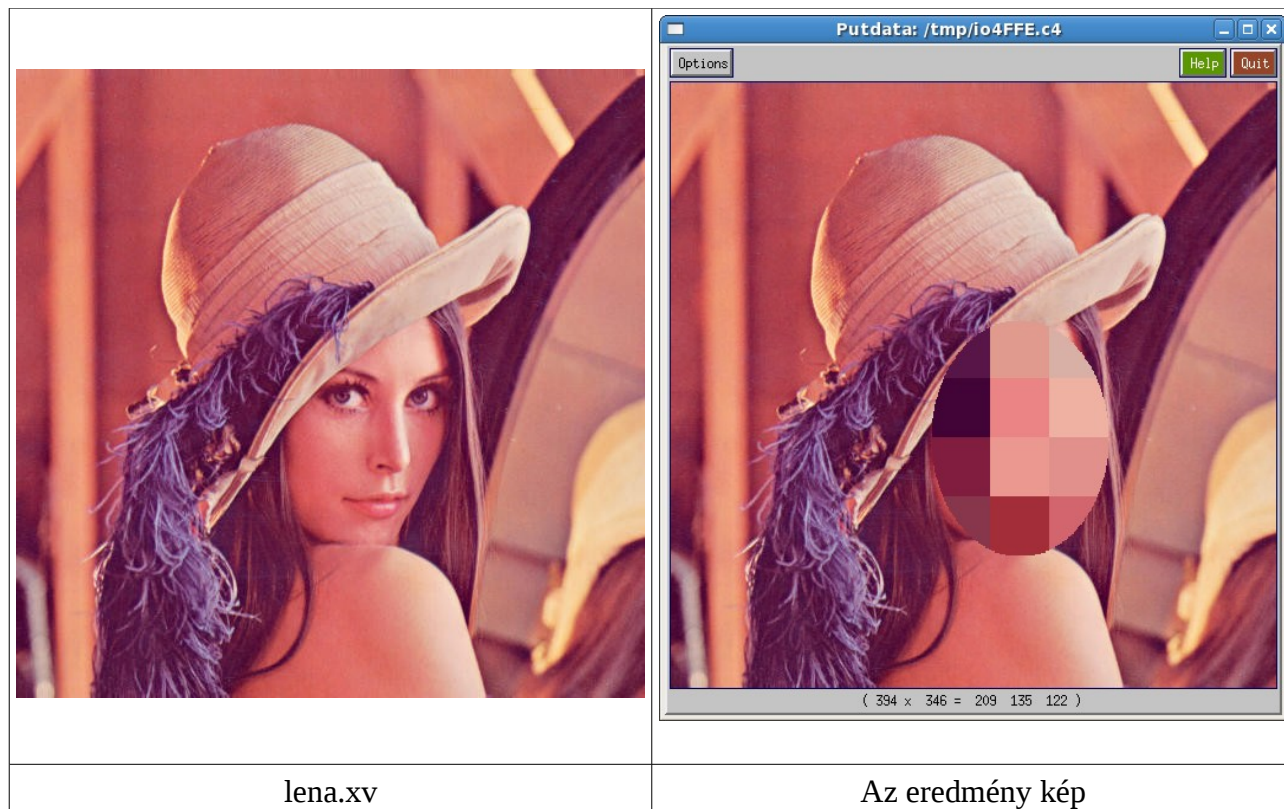 Putdata: /tmp/io4FFE.c4
Options Help Quit
( 394 x 346 = 209 135 122 )
lena.xv
Az eredmény kép